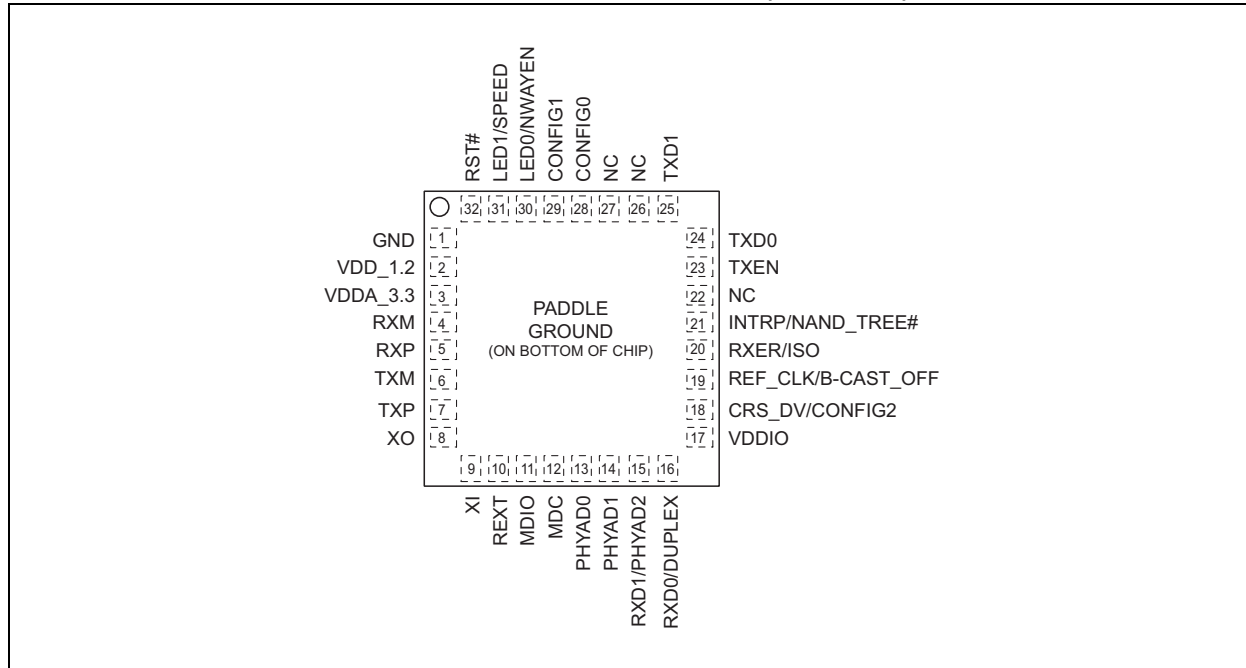 RST#
LED1/SPEED
LED0/NWAYEN
CONFIG1
CONFIG0
NC
NC
TXD1
32 31 30 29 28 27 26 25
GND 1
VDD_1.2 2
VDDA_3.3 3
RXM 4
RXP 5
TXM 6
TXP 7
XO 8
PADDLE
GROUND
(ON BOTTOM OF CHIP)
24 TXD0
23 TXEN
22 NC
21 INTRP/NAND_TREE#
20 RXER/ISO
19 REF_CLK/B-CAST_OFF
18 CRS_DV/CONFIG2
17 VDDIO
9 10 11 12 13 14 15 16
XI
REXT
MDIO
MDC
PHYAD0
PHYAD1
RXD1/PHYAD2
RXD0/DUPLEX